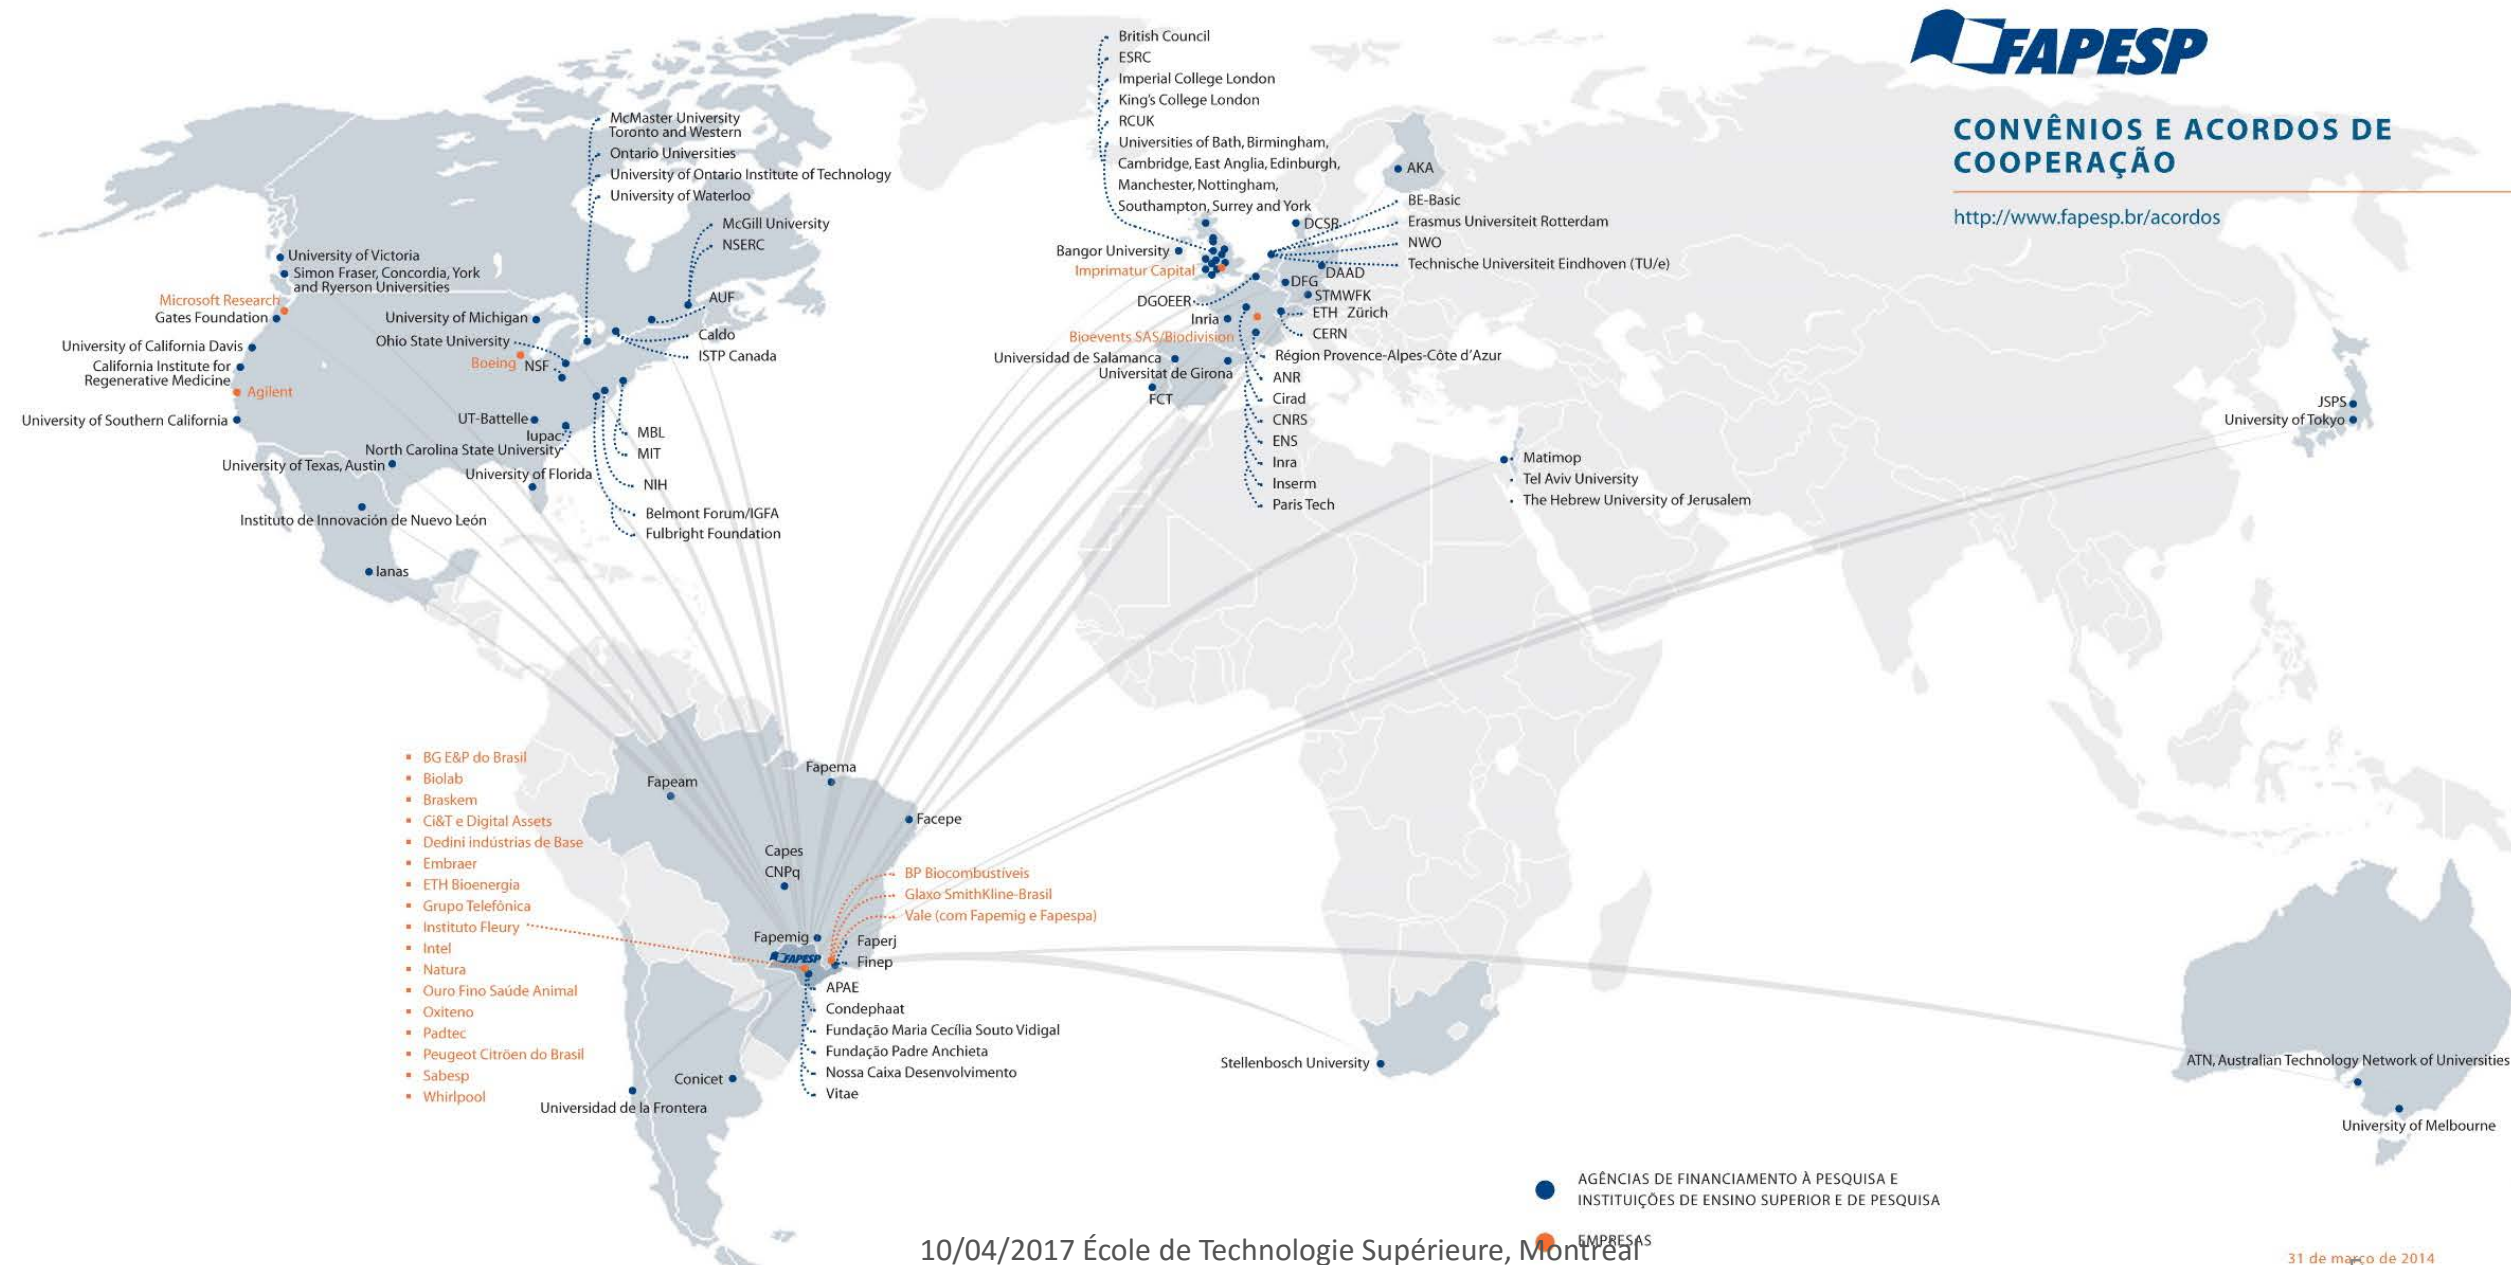 FAPESP
CONVÊNIOS E ACORDOS DE
COOPERAÇÃO
http://www.fapesp.br/acordos
British Council
ESRC
Imperial College London
King's College London
RCUK
Universities of Bath, Birmingham,
Cambridge, East Anglia, Edinburgh,
Manchester, Nottingham,
Southampton, Surrey and York
McMaster University
Toronto and Western
Ontario Universities
University of Ontario Institute of Technology
University of Waterloo
McGill University
NSERC
AUF
Caldo
ISTP Canada
University of Victoria
Simon Fraser, Concordia, York
and Ryerson Universities
Microsoft Research
Gates Foundation
University of Michigan
Ohio State University
Boeing
NSF
University of California Davis
California Institute for
Regenerative Medicine
Agilent
University of Southern California
UT-Battelle
Iupac
North Carolina State University
University of Texas, Austin
University of Florida
MBL
MIT
NIH
Belmont Forum/IGFA
Fulbright Foundation
Instituto de Innovación de Nuevo León
Ianas
AKA
DCSR
BE-Basic
Erasmus Universiteit Rotterdam
NWO
Technische Universiteit Eindhoven (TU/e)
Bangor University
Imprimatur Capital
DAAD
DFG
STMWFK
DGOEER
ETH Zürich
Inria
CERN
Bioevents SAS/Biodivision
Universidad de Salamanca
Région Provence-Alpes-Côte d'Azur
Universitat de Girona
ANR
FCT
Cirad
CNRS
ENS
Inra
Inserm
Paris Tech
Matimop
Tel Aviv University
The Hebrew University of Jerusalem
JSPS
University of Tokyo
BG E&P do Brasil
Biolab
Braskem
Ci&T e Digital Assets
Dedini indústrias de Base
Embraer
ETH Bioenergia
Grupo Telefônica
Instituto Fleury
Intel
Natura
Ouro Fino Saúde Animal
Oxiteno
Padtec
Peugeot Citröen do Brasil
Sabesp
Whirlpool
Fapeam
Fapema
Facepe
Capes
CNPq
BP Biocombustíveis
Glaxo SmithKline-Brasil
Vale (com Fapemig e Fapespa)
Fapemig
Faperj
FAPESP
Finep
APAE
Condephaat
Fundação Maria Cecília Souto Vidigal
Fundação Padre Anchieta
Nossa Caixa Desenvolvimento
Vitae
Conicet
Universidad de la Frontera
Stellenbosch University
ATN, Australian Technology Network of Universities
University of Melbourne
AGÊNCIAS DE FINANCIAMENTO À PESQUISA E
INSTITUIÇÕES DE ENSINO SUPERIOR E DE PESQUISA
EMPRESAS
10/04/2017 École de Technologie Supérieure, Montréal
31 de março de 2014